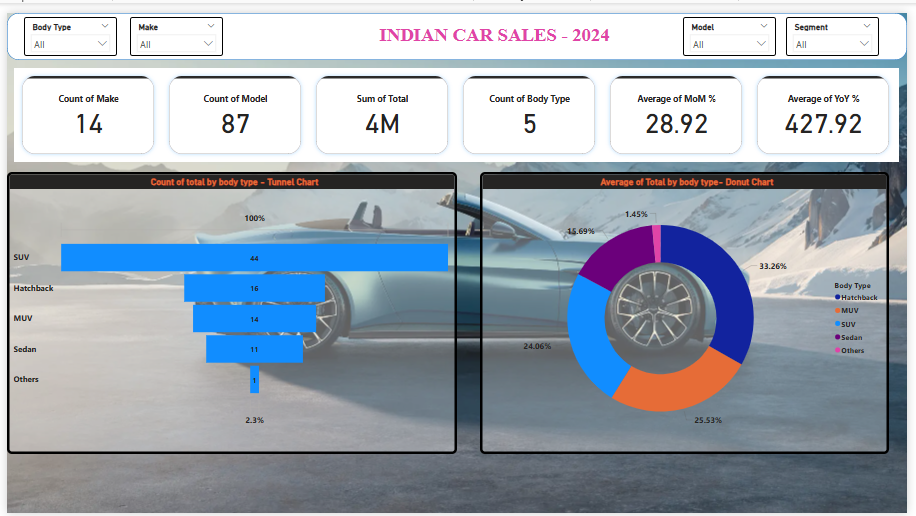 Body Type
All
Make
All
INDIAN CAR SALES - 2024
Model
All
Segment
All
Count of Make
14
Count of Model
87
Sum of Total
4M
Count of Body Type
5
Average of MoM %
28.92
Average of YoY %
427.92
Count of total by body type - Tunnel Chart
100%
SUV
44
Hatchback
16
MUV
14
Sedan
11
Others
1
2.3%
Average of Total by body type- Donut Chart
1.45%
15.69%
33.26%
24.06%
25.53%
Body Type
Hatchback
MUV
SUV
Sedan
Others